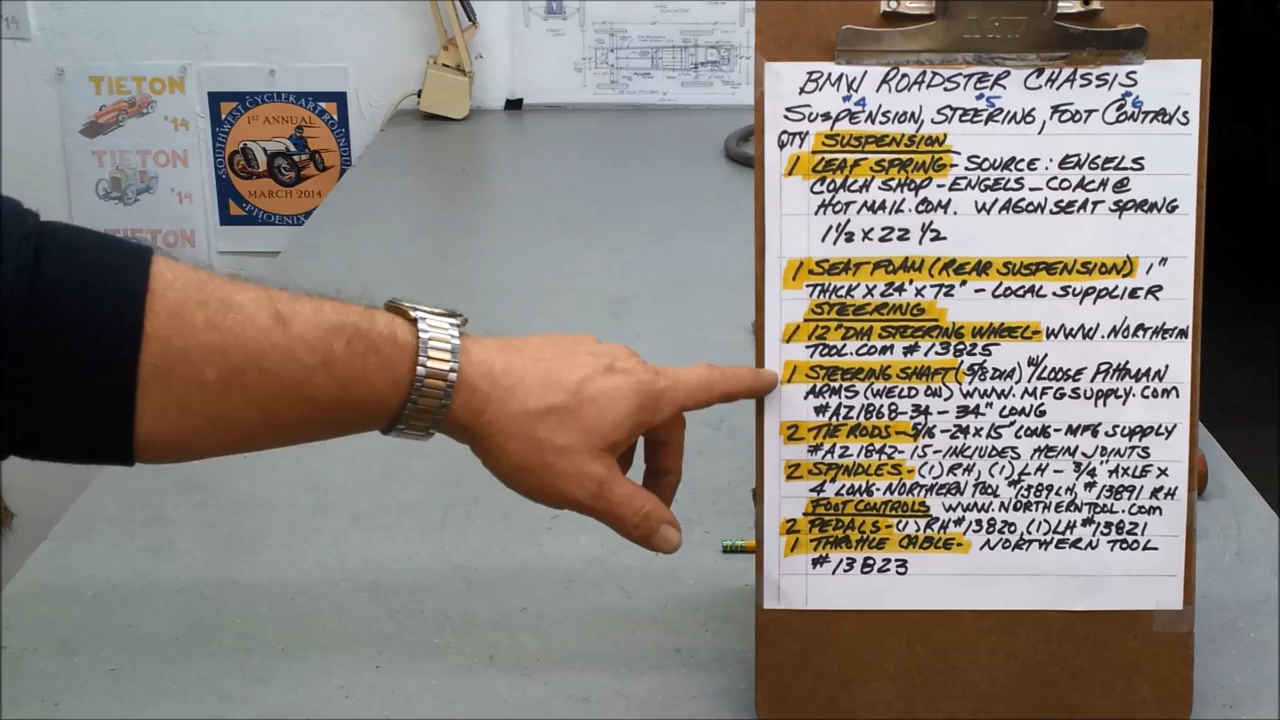 '14
TIETON
'14
TIETON
'14
TIETON
SOUTHWEST CYCLEKART ROUNDUP
1ST ANNUAL
MARCH 2014
PHOENIX
BMW ROADSTER CHASSIS
#4 #5 #6
SUSPENSION, STEERING, FOOT CONTROLS
QTY SUSPENSION
1 LEAF SPRING - SOURCE: ENGELS
COACH SHOP - ENGELS_COACH@
HOTMAIL.COM. WAGON SEAT SPRING
1 1/2 X 22 1/2
1 SEAT FOAM (REAR SUSPENSION) 1"
THICK X 24" X 72" - LOCAL SUPPLIER
STEERING
1 12" DIA STEERING WHEEL - WWW.NORTHERN
TOOL.COM #13825
1 STEERING SHAFT (5/8 DIA) W/LOOSE PITTMAN
ARMS (WELD ON) WWW.MFGSUPPLY.COM
#AZ1868-34 - 34" LONG
2 TIE RODS - 5/16-24 X 15" LONG - MFG SUPPLY
#AZ1842-15 - INCLUDES HEIM JOINTS
2 SPINDLES - (1) RH, (1) LH - 3/4" AXLE X
4" LONG - NORTHERN TOOL #1389LH, #13891 RH
FOOT CONTROLS WWW.NORTHERNTOOL.COM
2 PEDALS - (1) RH #13820, (1) LH #13821
1 THROTTLE CABLE - NORTHERN TOOL
#13823